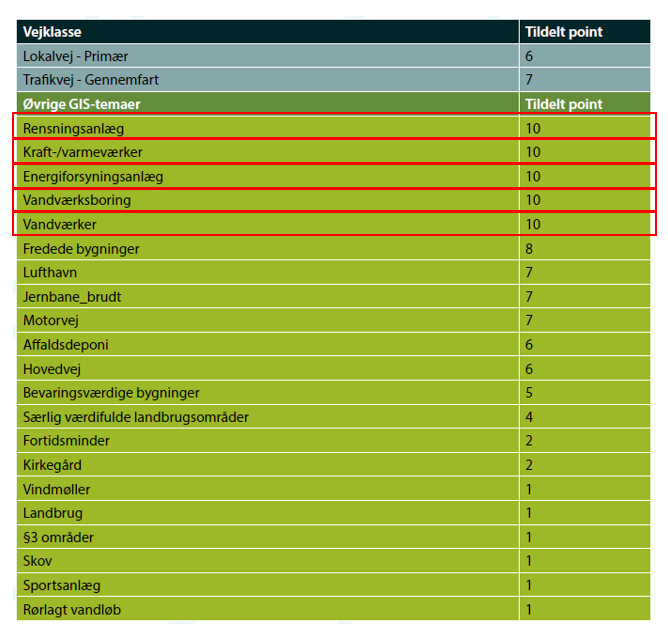 Vejklasse Tildelt point
Lokalvej - Primær 6
Trafikvej - Gennemfart 7
Øvrige GIS-temaer Tildelt point
Rensningsanlæg 10
Kraft-/varmeværker 10
Energiforsyningsanlæg 10
Vandværksboring 10
Vandværker 10
Fredede bygninger 8
Lufthavn 7
Jernbane_brudt 7
Motorvej 7
Affaldsdeponi 6
Hovedvej 6
Bevaringsværdige bygninger 5
Særlig værdifulde landbrugsområder 4
Fortidsminder 2
Kirkegård 2
Vindmøller 1
Landbrug 1
§3 områder 1
Skov 1
Sportsanlæg 1
Rørlagt vandløb 1